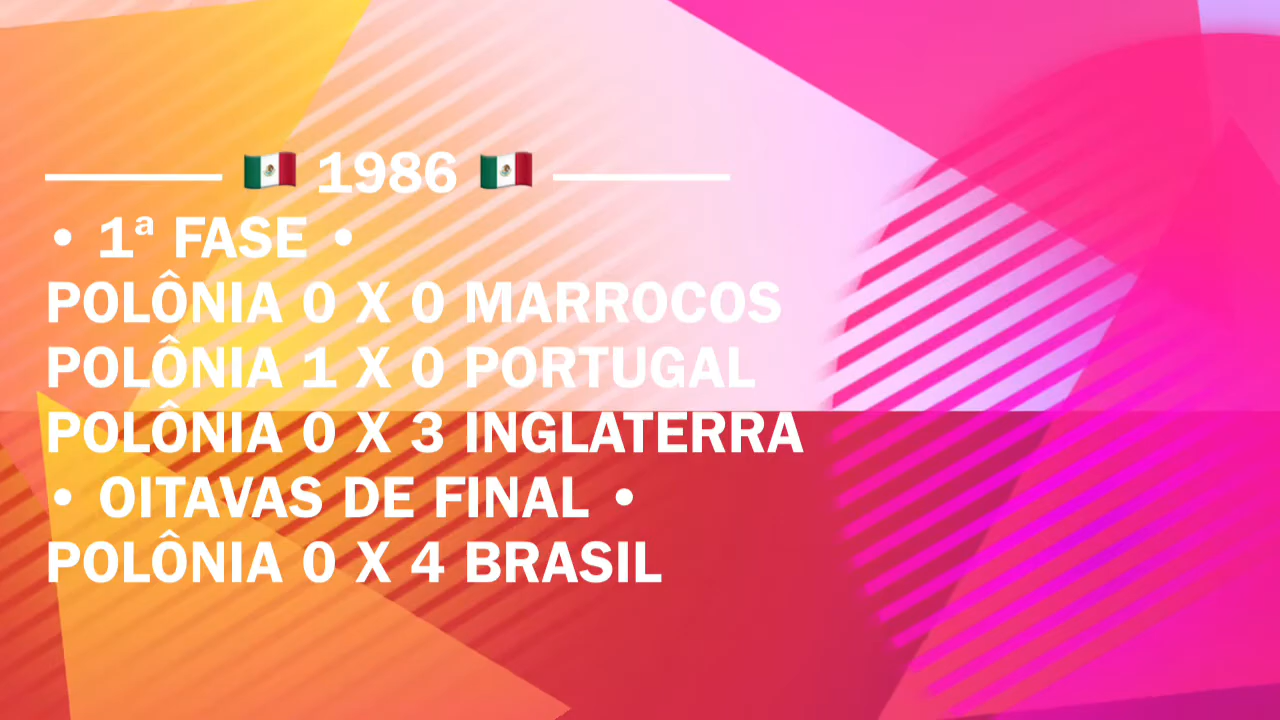 ——— 🇲🇽 1986 🇲🇽 ———
• 1ª FASE •
POLÔNIA 0 X 0 MARROCOS
POLÔNIA 1 X 0 PORTUGAL
POLÔNIA 0 X 3 INGLATERRA
• OITAVAS DE FINAL •
POLÔNIA 0 X 4 BRASIL